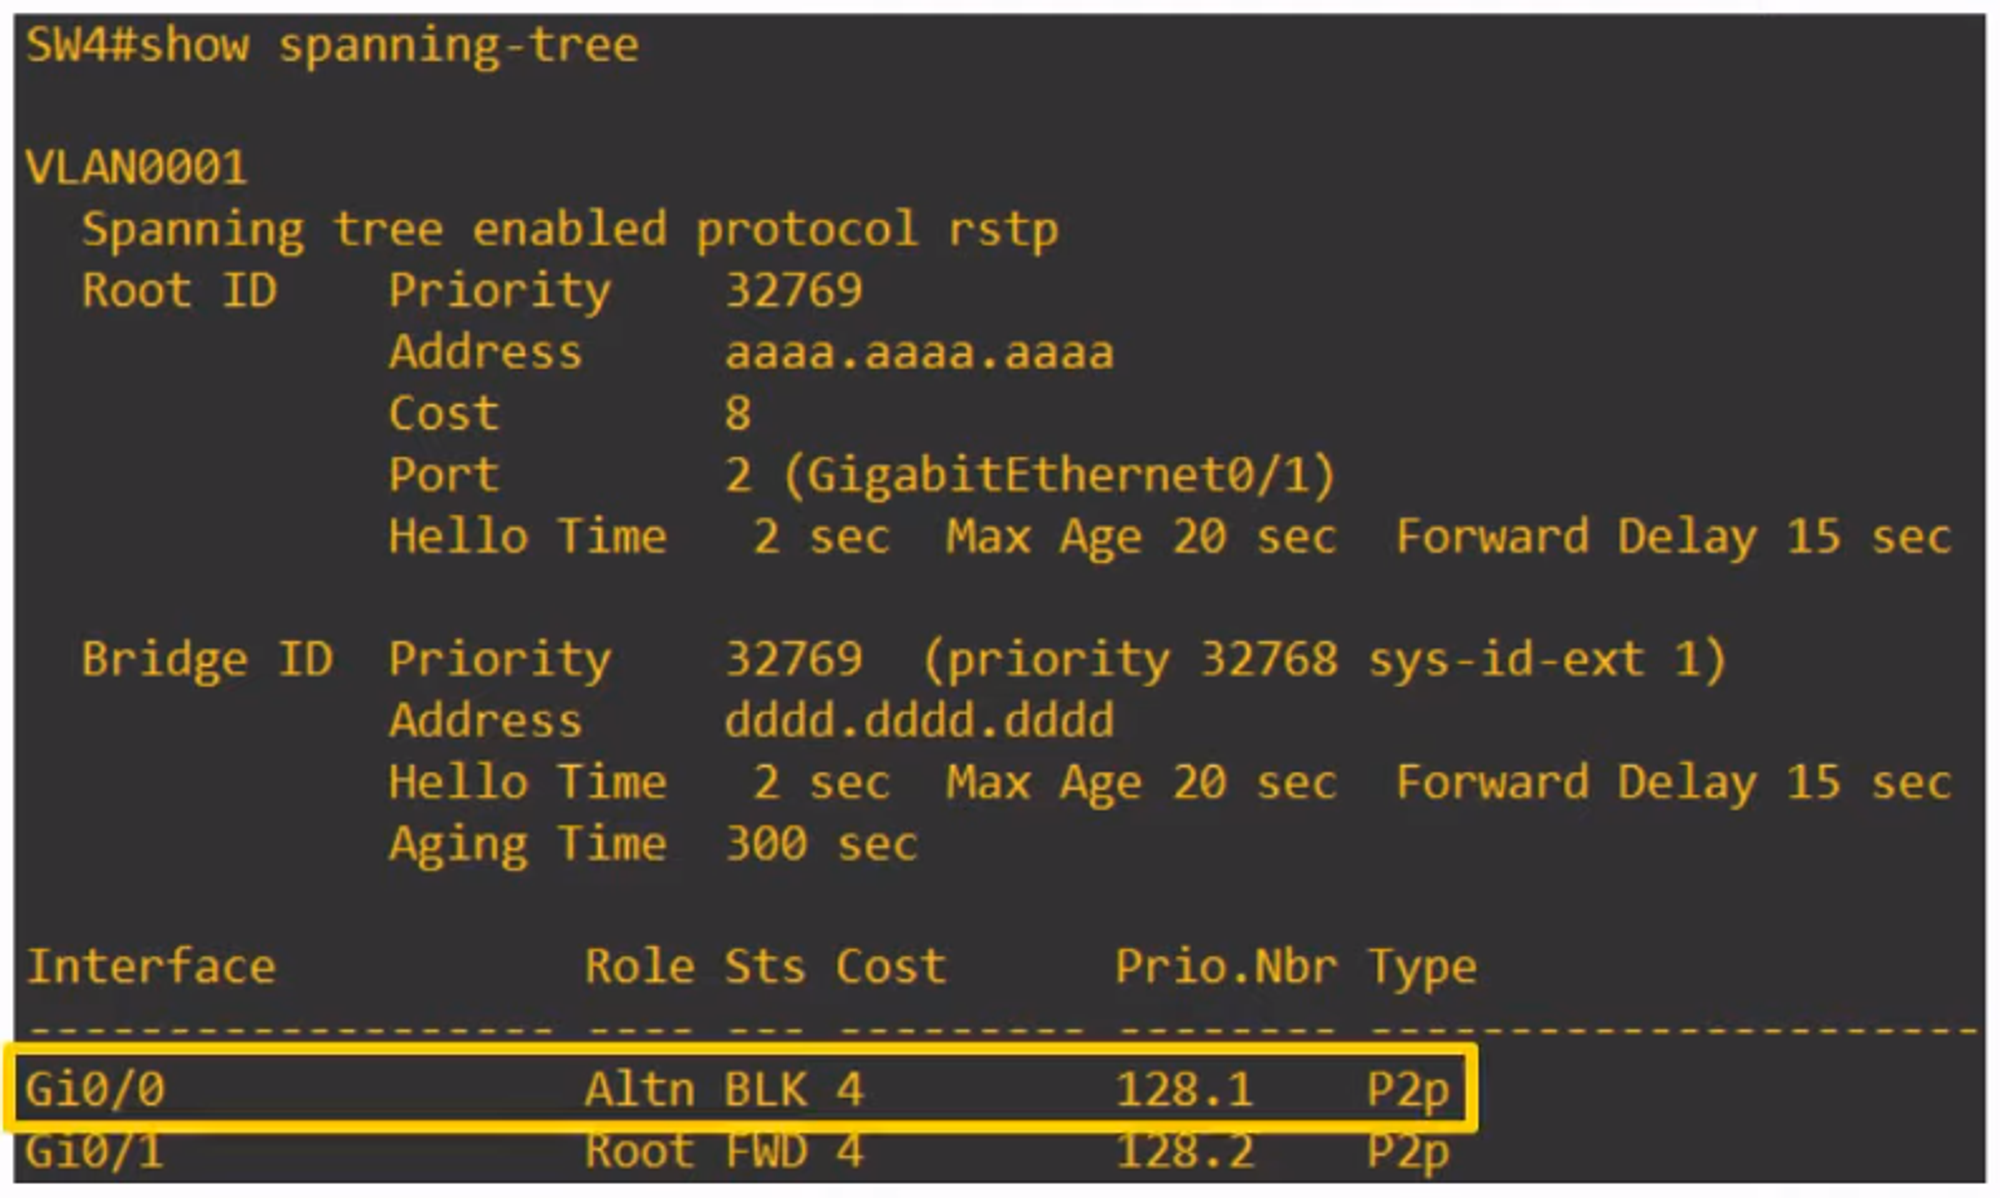 SW4#show spanning-tree
VLAN0001
Spanning tree enabled protocol rstp
Root ID Priority 32769
Address aaaa.aaaa.aaaa
Cost 8
Port 2 (GigabitEthernet0/1)
Hello Time 2 sec Max Age 20 sec Forward Delay 15 sec
Bridge ID Priority 32769 (priority 32768 sys-id-ext 1)
Address dddd.dddd.dddd
Hello Time 2 sec Max Age 20 sec Forward Delay 15 sec
Aging Time 300 sec
Interface Role Sts Cost Prio.Nbr Type
------------------- ---- --- --------- -------- ----------------------
Gi0/0 Altn BLK 4 128.1 P2p
Gi0/1 Root FWD 4 128.2 P2p